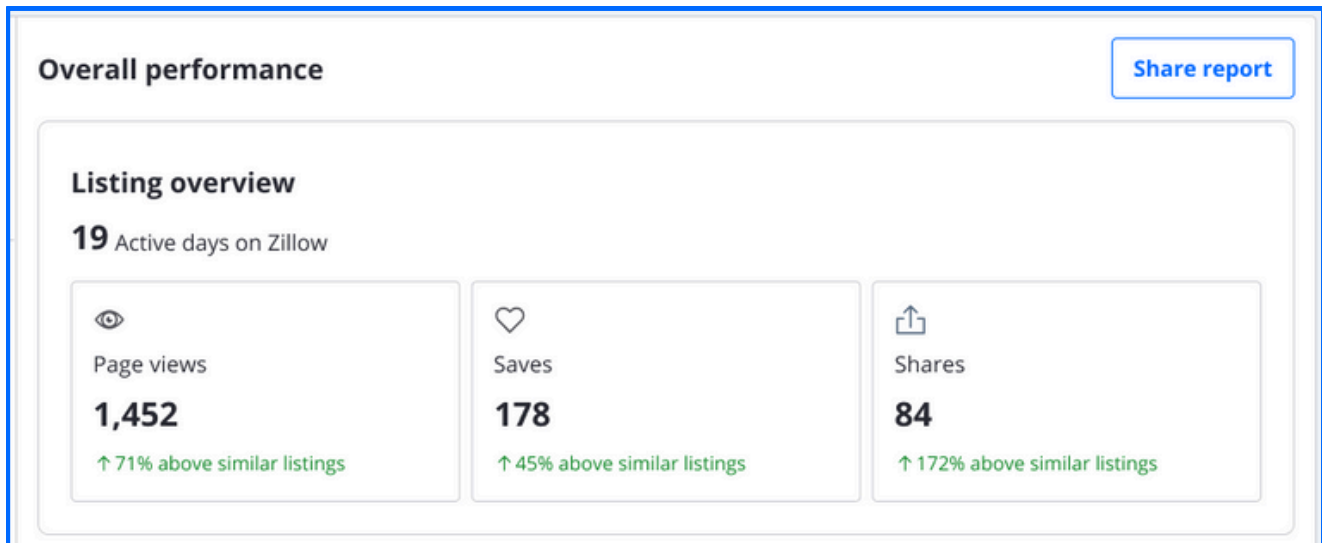 Overall performance
Share report
Listing overview
19 Active days on Zillow
Page views
1,452
↑ 71% above similar listings
Saves
178
↑ 45% above similar listings
Shares
84
↑ 172% above similar listings